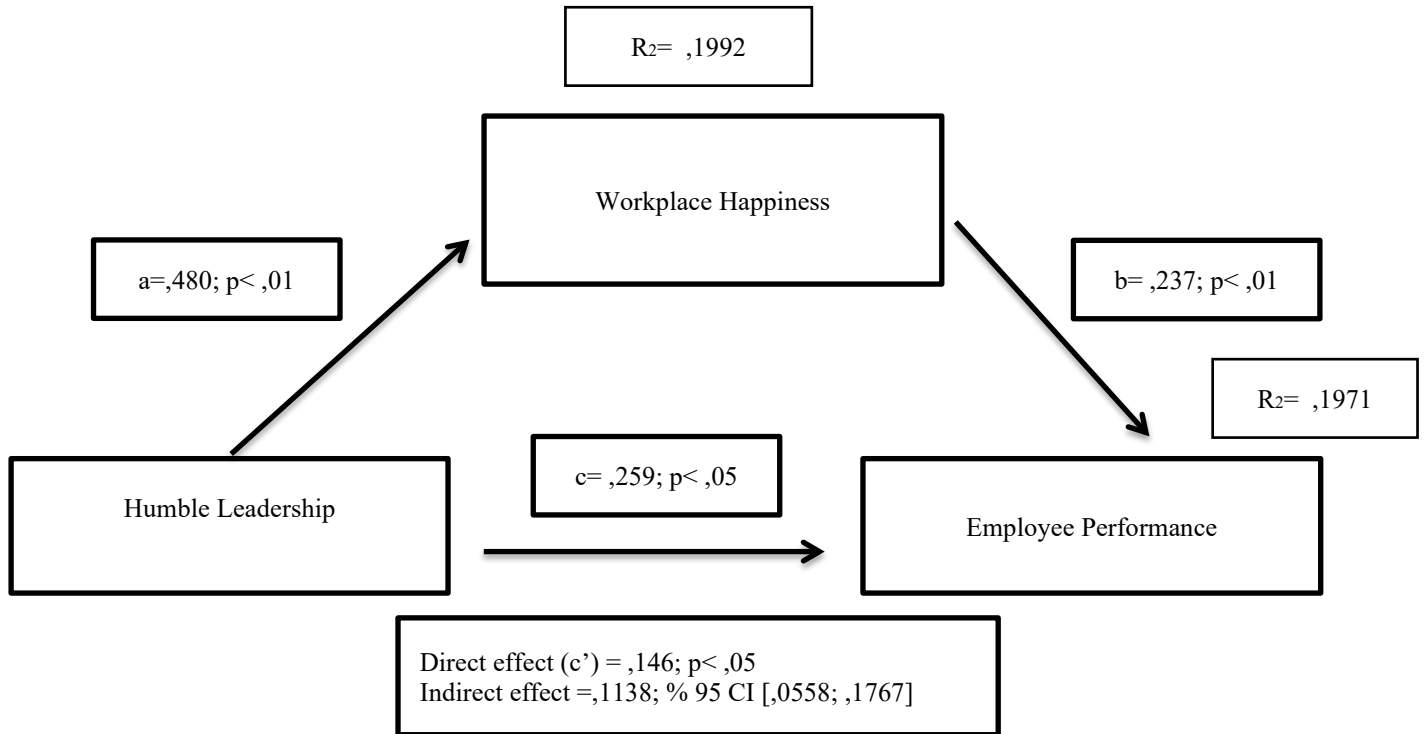 R2= ,1992
Workplace Happiness
a=,480; p< ,01
b= ,237; p< ,01
R2= ,1971
c= ,259; p< ,05
Humble Leadership
Employee Performance
Direct effect (c’) = ,146; p< ,05
Indirect effect =,1138; % 95 CI [,0558; ,1767]